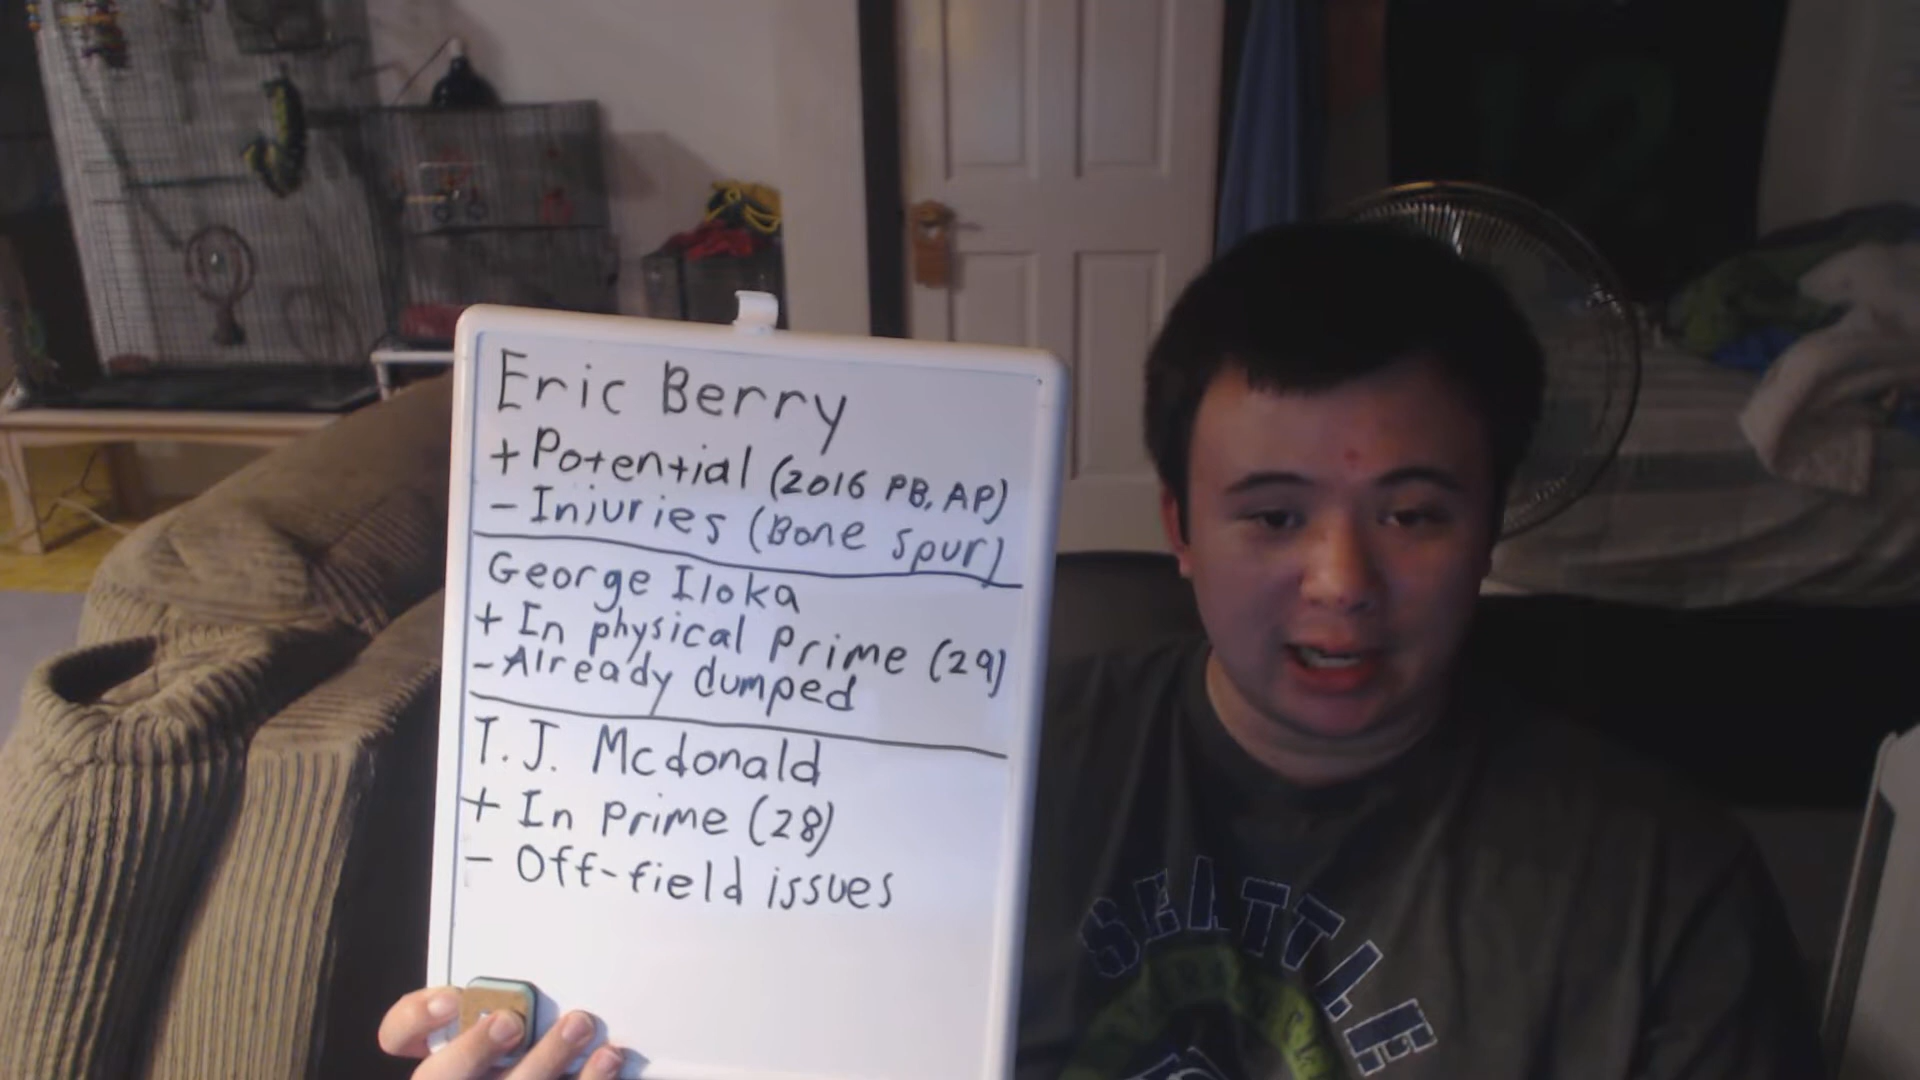 Eric Berry
+ Potential (2016 PB, AP)
- Injuries (Bone spur)
George Iloka
+ In physical Prime (29)
- Already dumped
T.J. Mcdonald
+ In Prime (28)
- Off-field issues
SEATTLE